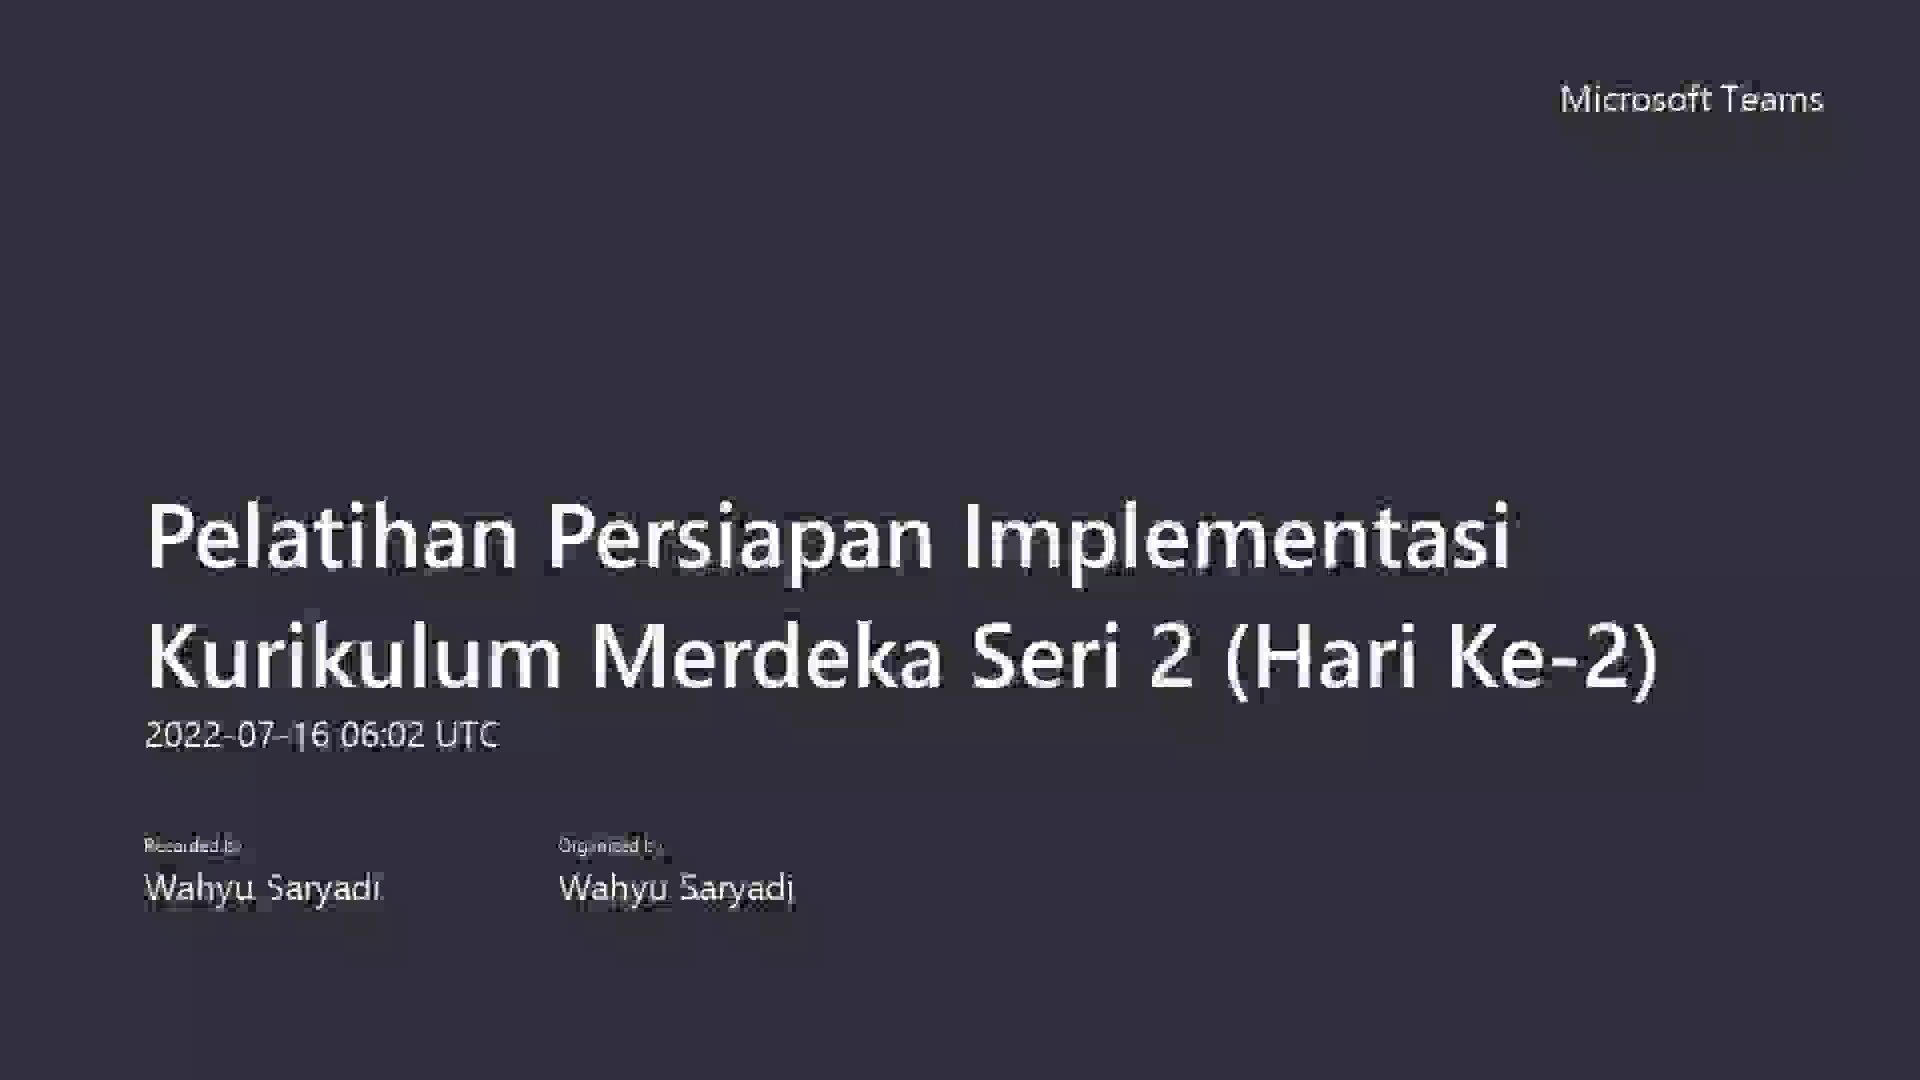 Microsoft Teams
Pelatihan Persiapan Implementasi
Kurikulum Merdeka Seri 2 (Hari Ke-2)
2022-07-16 06:02 UTC
Recorded by
Organized by
Wahyu Saryadi
Wahyu Saryadi